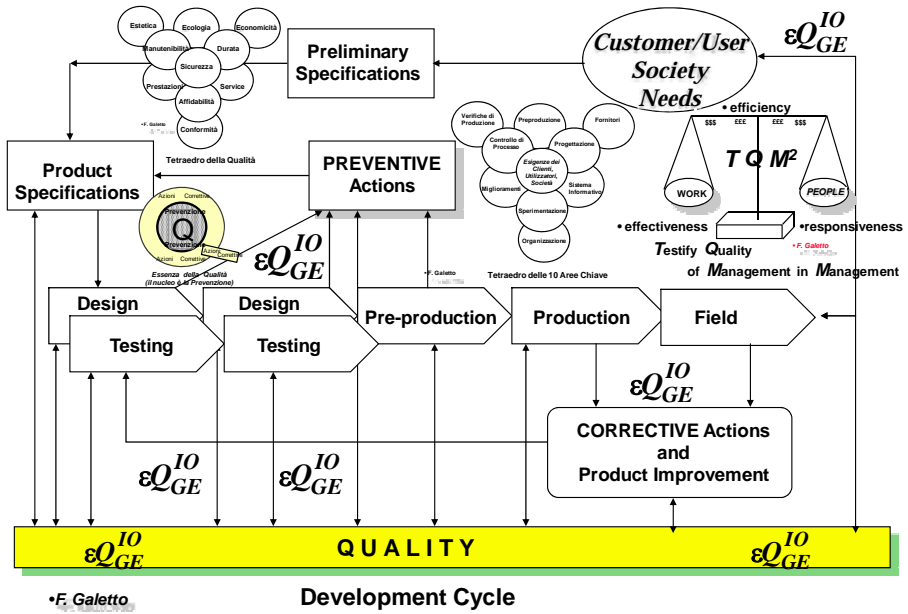 Estetica
Ecologia
Economicità
Manutenibilità
Durata
Sicurezza
Prestazioni
Service
Affidabilità
Conformità
•F. Galetto
Tetraedro della Qualità
Preliminary
Specifications
Customer/User
Society
Needs
εQ IO GE
•efficiency
$$$ £££ £££ $$$
T Q M²
WORK
PEOPLE
•effectiveness
•responsiveness
Testify Quality
•F. Galetto
of Management in Management
Verifiche di
Produzione
Preproduzione
Fornitori
Controllo di
Processo
Progettazione
Esigenze dei
Clienti,
Utilizzatori,
Società
Miglioramenti
Sistema
Informativo
Sperimentazione
Organizzazione
Tetraedro delle 10 Aree Chiave
Product
Specifications
PREVENTIVE
Actions
Azioni Correttive
Prevenzione
Q
Prevenzione
Azioni Correttive
Azioni
Correttive
Essenza della Qualità
(il nucleo è la Prevenzione)
εQ IO GE
•F. Galetto
Design
Testing
Design
Testing
Pre-production
Production
Field
εQ IO GE
CORRECTIVE Actions
and
Product Improvement
εQ IO GE
εQ IO GE
εQ IO GE
QUALITY
εQ IO GE
•F. Galetto
Development Cycle